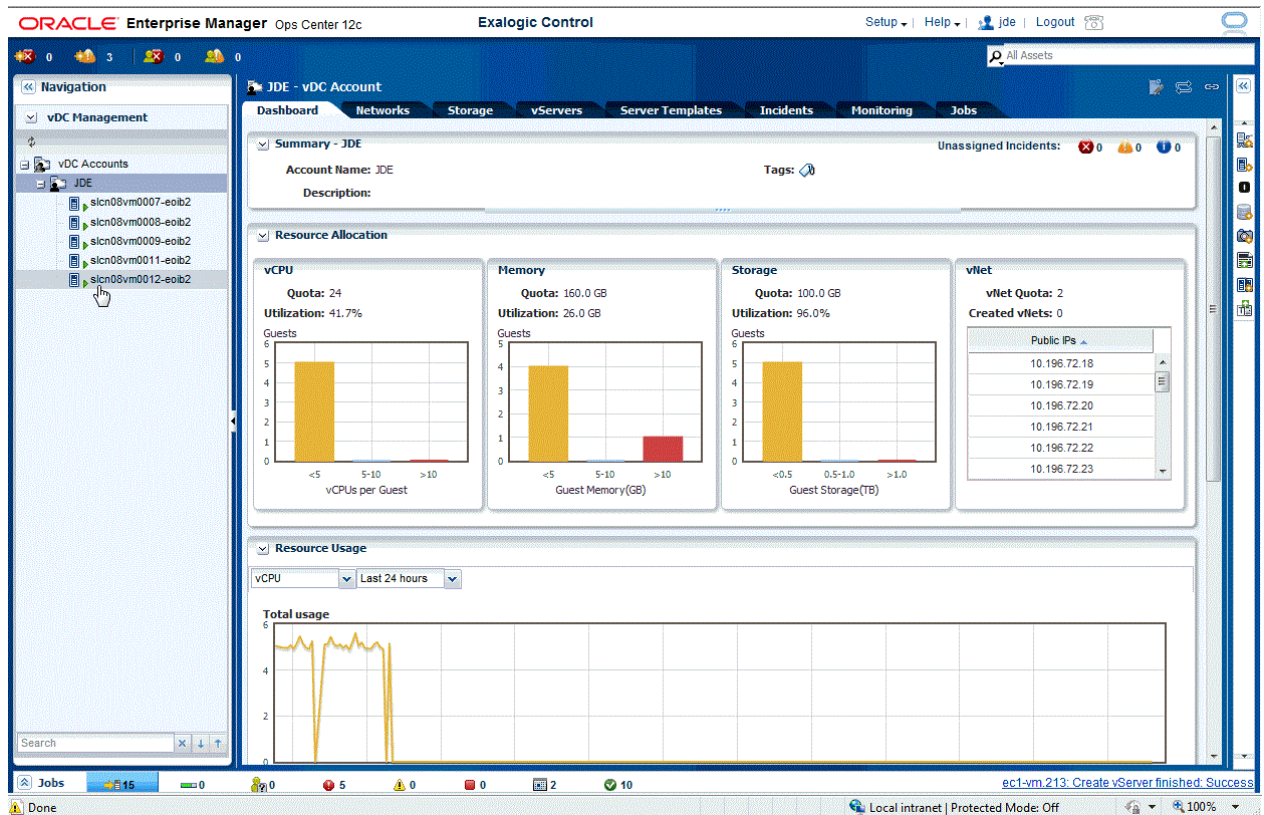 ORACLE Enterprise Manager Ops Center 12c
Exalogic Control
Setup | Help | jde | Logout
0 3 0 0
All Assets
Navigation
vDC Management
vDC Accounts
JDE
slcn08vm0007-eoib2
slcn08vm0008-eoib2
slcn08vm0009-eoib2
slcn08vm0011-eoib2
slcn08vm0012-eoib2
Search
JDE - vDC Account
Dashboard Networks Storage vServers Server Templates Incidents Monitoring Jobs
Summary - JDE
Unassigned Incidents: 0 0 0
Account Name: JDE
Tags:
Description:
Resource Allocation
vCPU
Quota: 24
Utilization: 41.7%
Guests
6
5
4
3
2
1
0
<5 5-10 >10
vCPUs per Guest
Memory
Quota: 160.0 GB
Utilization: 26.0 GB
Guests
5
4
3
2
1
0
<5 5-10 >10
Guest Memory(GB)
Storage
Quota: 100.0 GB
Utilization: 96.0%
Guests
6
5
4
3
2
1
0
<0.5 0.5-1.0 >1.0
Guest Storage(TB)
vNet
vNet Quota: 2
Created vNets: 0
Public IPs
10.196.72.18
10.196.72.19
10.196.72.20
10.196.72.21
10.196.72.22
10.196.72.23
Resource Usage
vCPU Last 24 hours
Total usage
6
4
2
0
Jobs 15 0 0 5 0 0 2 10
ec1-vm.213: Create vServer finished: Success
Done
Local intranet | Protected Mode: Off
100%